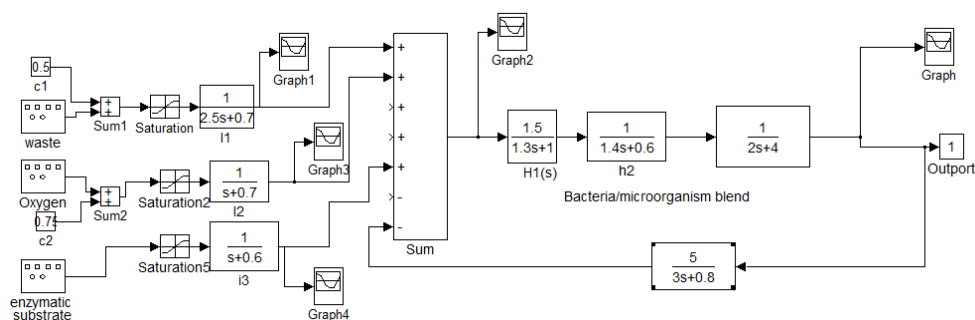 0.5
c1
waste
+
+
Sum1
Saturation
1
2.5s+0.7
I1
Graph1
Oxygen
0.75
c2
+
+
Sum2
Saturation2
1
s+0.7
I2
Graph3
enzymatic
substrate
Saturation5
1
s+0.6
i3
Graph4
+
+
+
+
+
-
-
Sum
Graph2
1.5
1.3s+1
H1(s)
1
1.4s+0.6
h2
1
2s+4
Bacteria/microorganism blend
Graph
1
Outport
5
3s+0.8